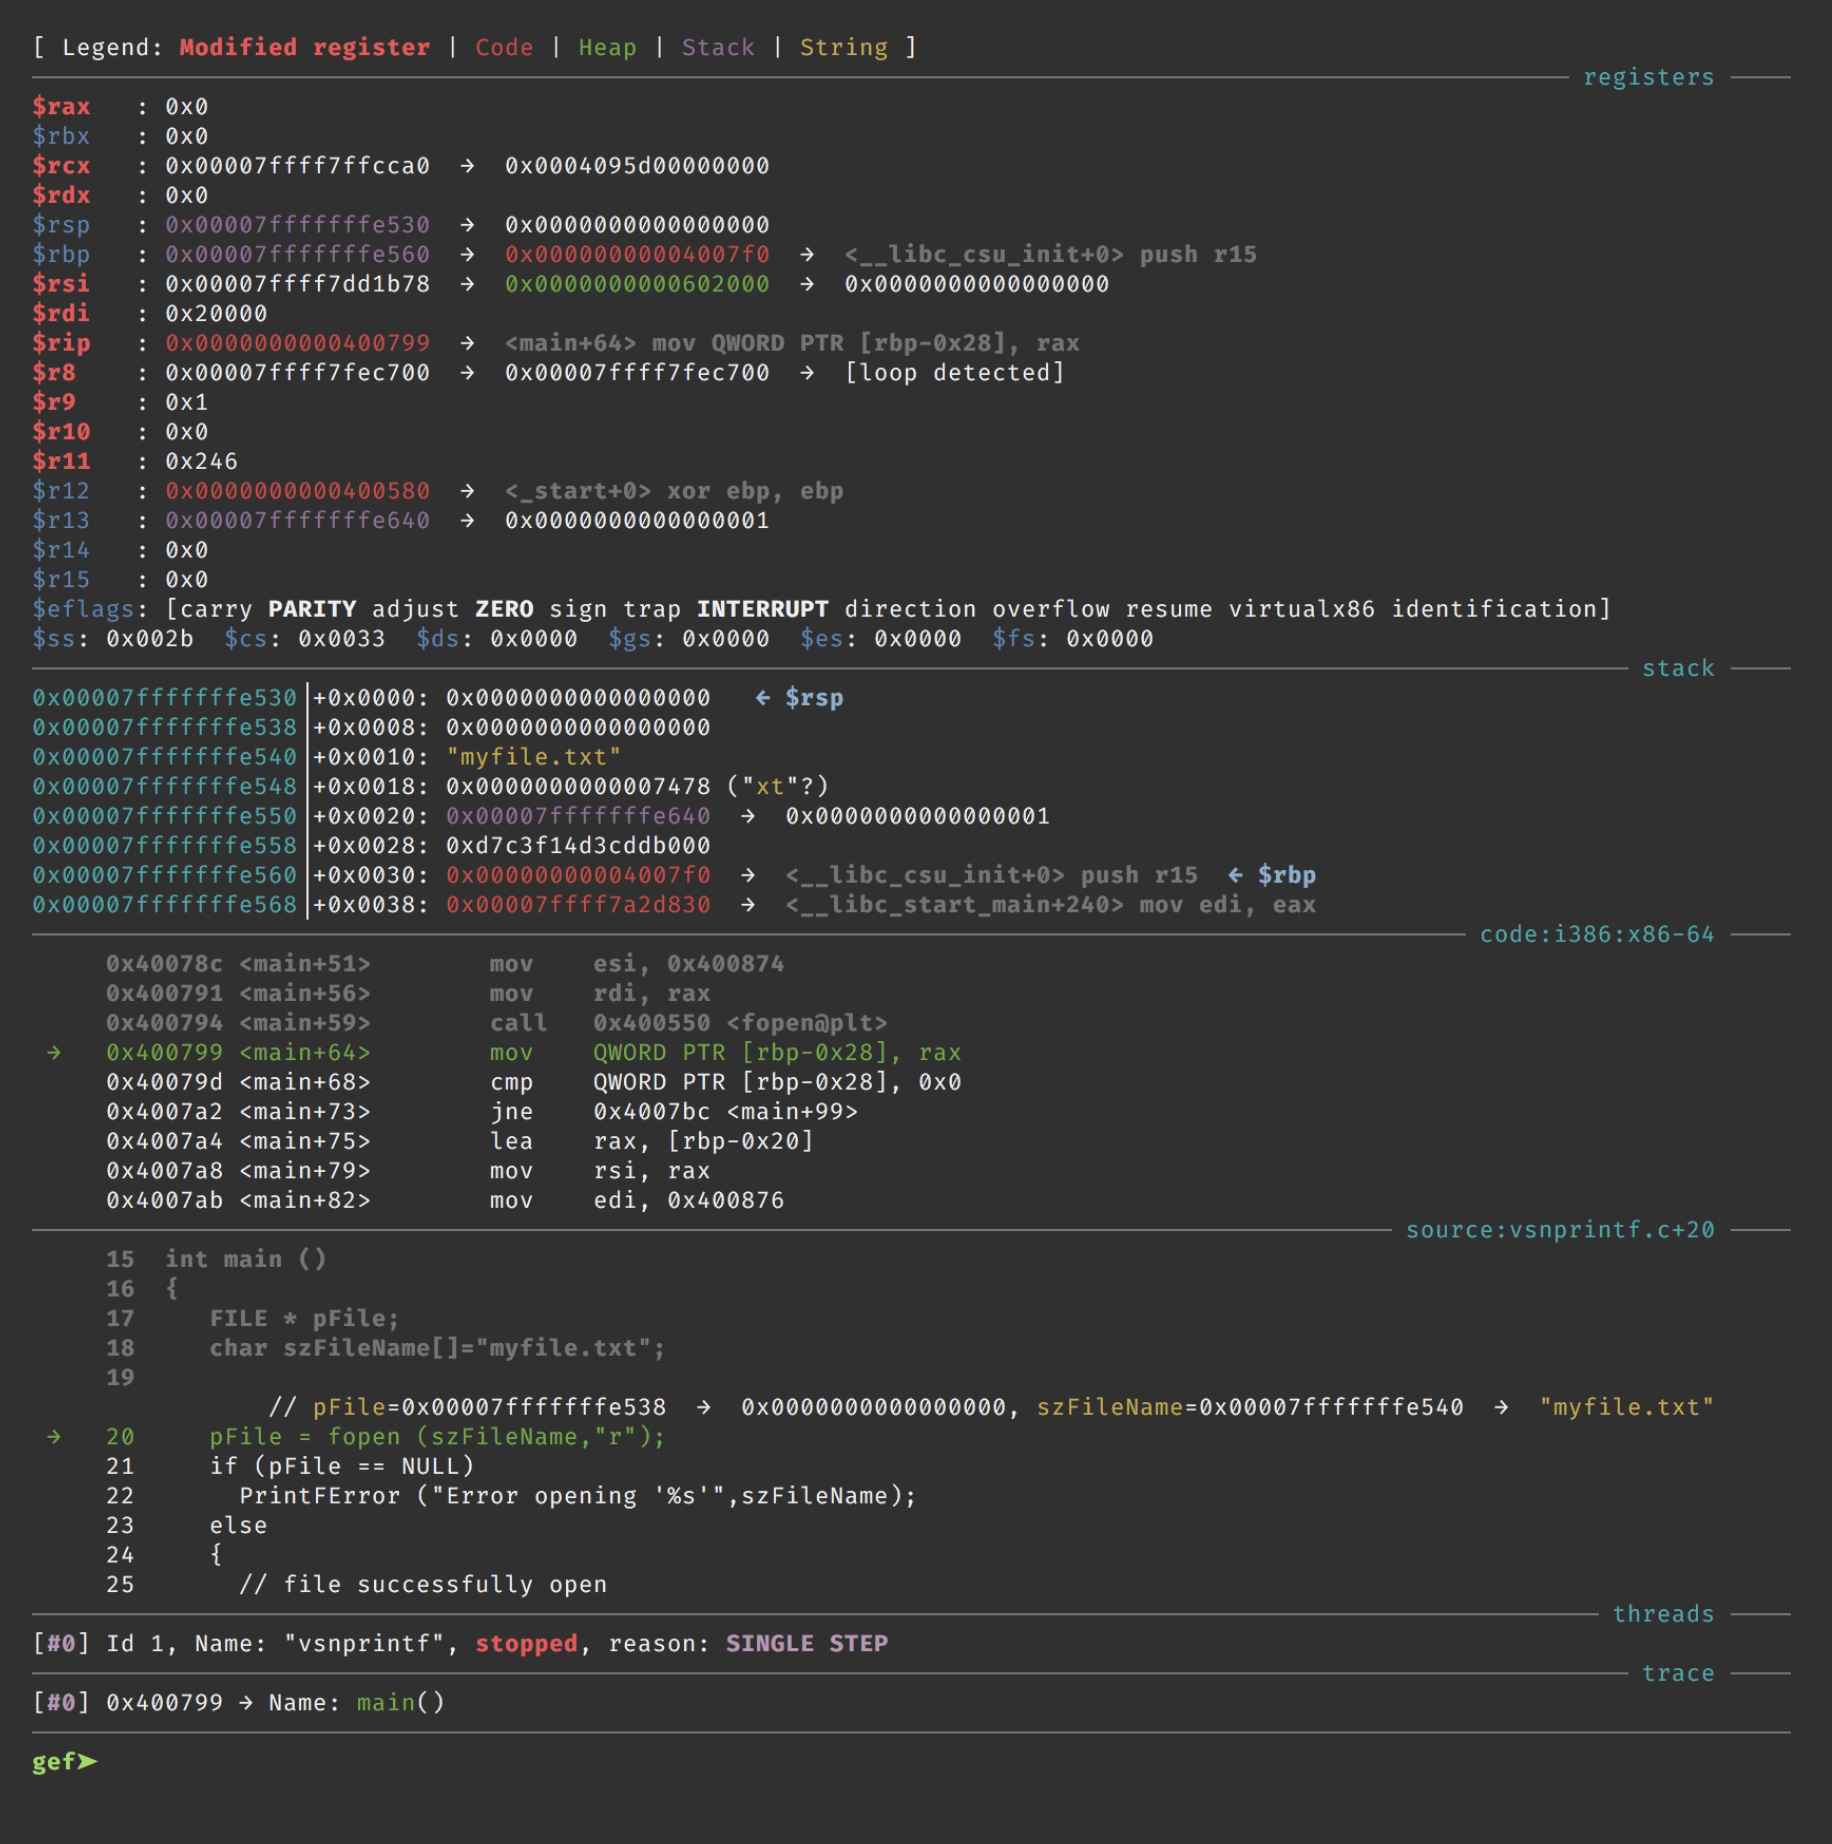 [ Legend: Modified register | Code | Heap | Stack | String ]
registers
$rax   : 0x0
$rbx   : 0x0
$rcx   : 0x00007ffff7ffcca0  →  0x0004095d00000000
$rdx   : 0x0
$rsp   : 0x00007fffffffe530  →  0x0000000000000000
$rbp   : 0x00007fffffffe560  →  0x00000000004007f0  →  <__libc_csu_init+0> push r15
$rsi   : 0x00007ffff7dd1b78  →  0x0000000000602000  →  0x0000000000000000
$rdi   : 0x20000
$rip   : 0x0000000000400799  →  <main+64> mov QWORD PTR [rbp-0x28], rax
$r8    : 0x00007ffff7fec700  →  0x00007ffff7fec700  →  [loop detected]
$r9    : 0x1
$r10   : 0x0
$r11   : 0x246
$r12   : 0x0000000000400580  →  <_start+0> xor ebp, ebp
$r13   : 0x00007fffffffe640  →  0x0000000000000001
$r14   : 0x0
$r15   : 0x0
$eflags: [carry PARITY adjust ZERO sign trap INTERRUPT direction overflow resume virtualx86 identification]
$ss: 0x002b  $cs: 0x0033  $ds: 0x0000  $gs: 0x0000  $es: 0x0000  $fs: 0x0000
stack
0x00007fffffffe530│+0x0000: 0x0000000000000000   ← $rsp
0x00007fffffffe538│+0x0008: 0x0000000000000000
0x00007fffffffe540│+0x0010: "myfile.txt"
0x00007fffffffe548│+0x0018: 0x0000000000007478 ("xt"?)
0x00007fffffffe550│+0x0020: 0x00007fffffffe640  →  0x0000000000000001
0x00007fffffffe558│+0x0028: 0xd7c3f14d3cddb000
0x00007fffffffe560│+0x0030: 0x00000000004007f0  →  <__libc_csu_init+0> push r15  ← $rbp
0x00007fffffffe568│+0x0038: 0x00007ffff7a2d830  →  <__libc_start_main+240> mov edi, eax
code:i386:x86-64
0x40078c <main+51>        mov    esi, 0x400874
0x400791 <main+56>        mov    rdi, rax
0x400794 <main+59>        call   0x400550 <fopen@plt>
→   0x400799 <main+64>        mov    QWORD PTR [rbp-0x28], rax
0x40079d <main+68>        cmp    QWORD PTR [rbp-0x28], 0x0
0x4007a2 <main+73>        jne    0x4007bc <main+99>
0x4007a4 <main+75>        lea    rax, [rbp-0x20]
0x4007a8 <main+79>        mov    rsi, rax
0x4007ab <main+82>        mov    edi, 0x400876
source:vsnprintf.c+20
15  int main ()
16  {
17     FILE * pFile;
18     char szFileName[]="myfile.txt";
19
// pFile=0x00007fffffffe538  →  0x0000000000000000, szFileName=0x00007fffffffe540  →  "myfile.txt"
→   20     pFile = fopen (szFileName,"r");
21     if (pFile == NULL)
22       PrintFError ("Error opening '%s'",szFileName);
23     else
24     {
25       // file successfully open
threads
[#0] Id 1, Name: "vsnprintf", stopped, reason: SINGLE STEP
trace
[#0] 0x400799 → Name: main()
gef➤